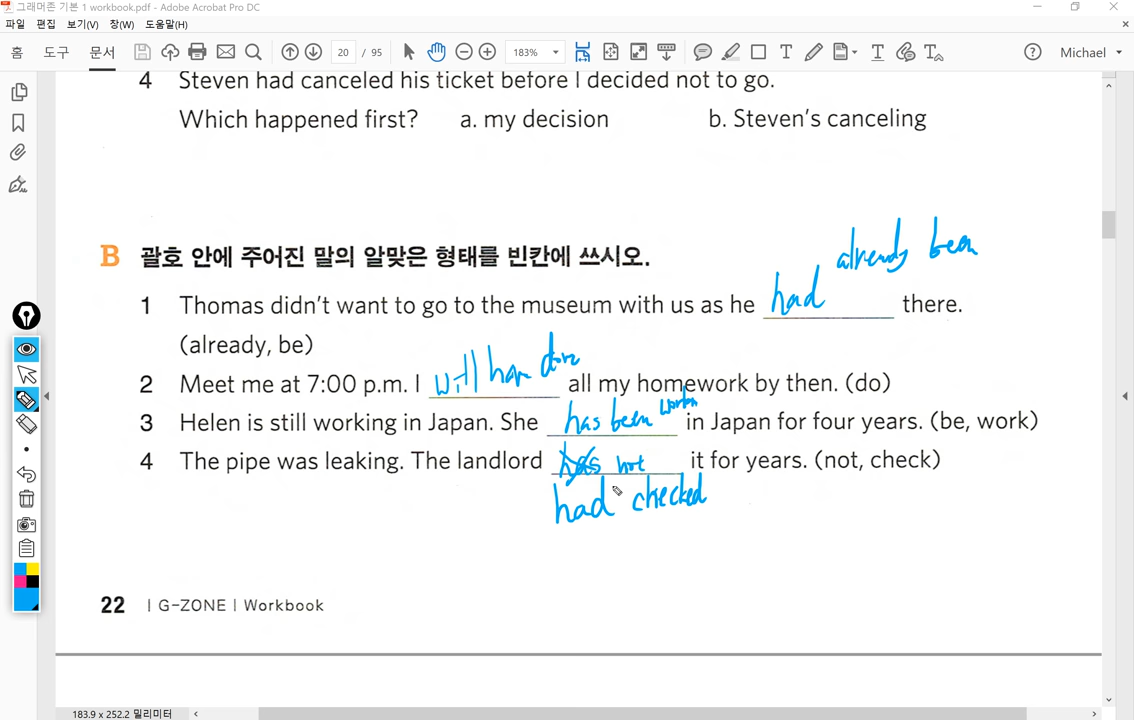 그래머존 기본 1 workbook.pdf - Adobe Acrobat Pro DC
파일 편집 보기(V) 창(W) 도움말(H)
홈 도구 문서 20 / 95 183% Michael
4 Steven had canceled his ticket before I decided not to go.
Which happened first? a. my decision b. Steven's canceling
B 괄호 안에 주어진 말의 알맞은 형태를 빈칸에 쓰시오.
already been
1 Thomas didn't want to go to the museum with us as he had there.
(already, be)
2 Meet me at 7:00 p.m. I will have done all my homework by then. (do)
3 Helen is still working in Japan. She has been in Japan for four years. (be, work)
4 The pipe was leaking. The landlord has not it for years. (not, check)
had checked
22 | G-ZONE | Workbook
183.9 x 252.2 밀리미터